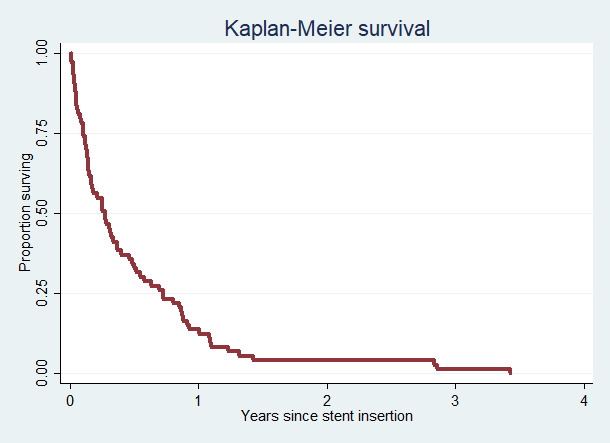 Kaplan-Meier survival
Proportion surving
1.00
0.75
0.50
0.25
0.00
0 1 2 3 4
Years since stent insertion